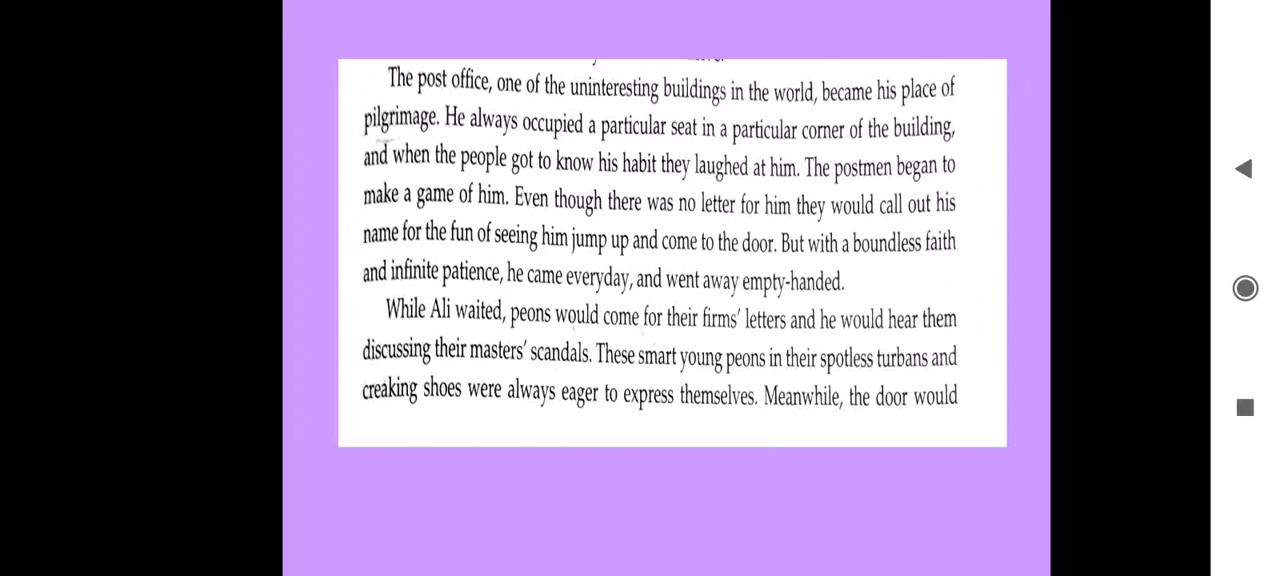 The post office, one of the uninteresting buildings in the world, became his place of
pilgrimage. He always occupied a particular seat in a particular corner of the building,
and when the people got to know his habit they laughed at him. The postmen began to
make a game of him. Even though there was no letter for him they would call out his
name for the fun of seeing him jump up and come to the door. But with a boundless faith
and infinite patience, he came everyday, and went away empty-handed.
While Ali waited, peons would come for their firms' letters and he would hear them
discussing their masters' scandals. These smart young peons in their spotless turbans and
creaking shoes were always eager to express themselves. Meanwhile, the door would